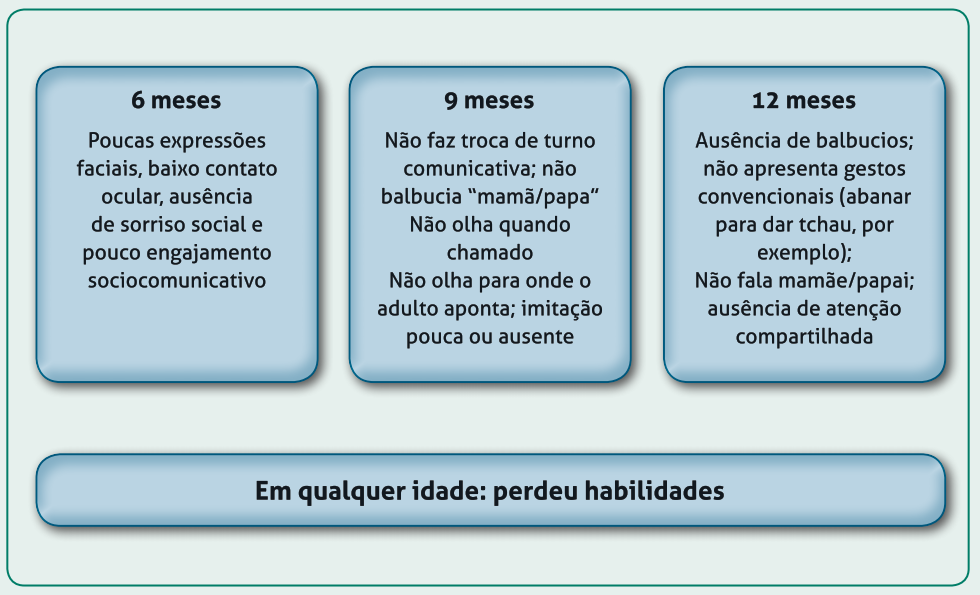 6 meses
Poucas expressões
faciais, baixo contato
ocular, ausência
de sorriso social e
pouco engajamento
sociocomunicativo
9 meses
Não faz troca de turno
comunicativa; não
balbucia “mamã/papa”
Não olha quando
chamado
Não olha para onde o
adulto aponta; imitação
pouca ou ausente
12 meses
Ausência de balbucios;
não apresenta gestos
convencionais (abanar
para dar tchau, por
exemplo);
Não fala mamãe/papai;
ausência de atenção
compartilhada
Em qualquer idade: perdeu habilidades